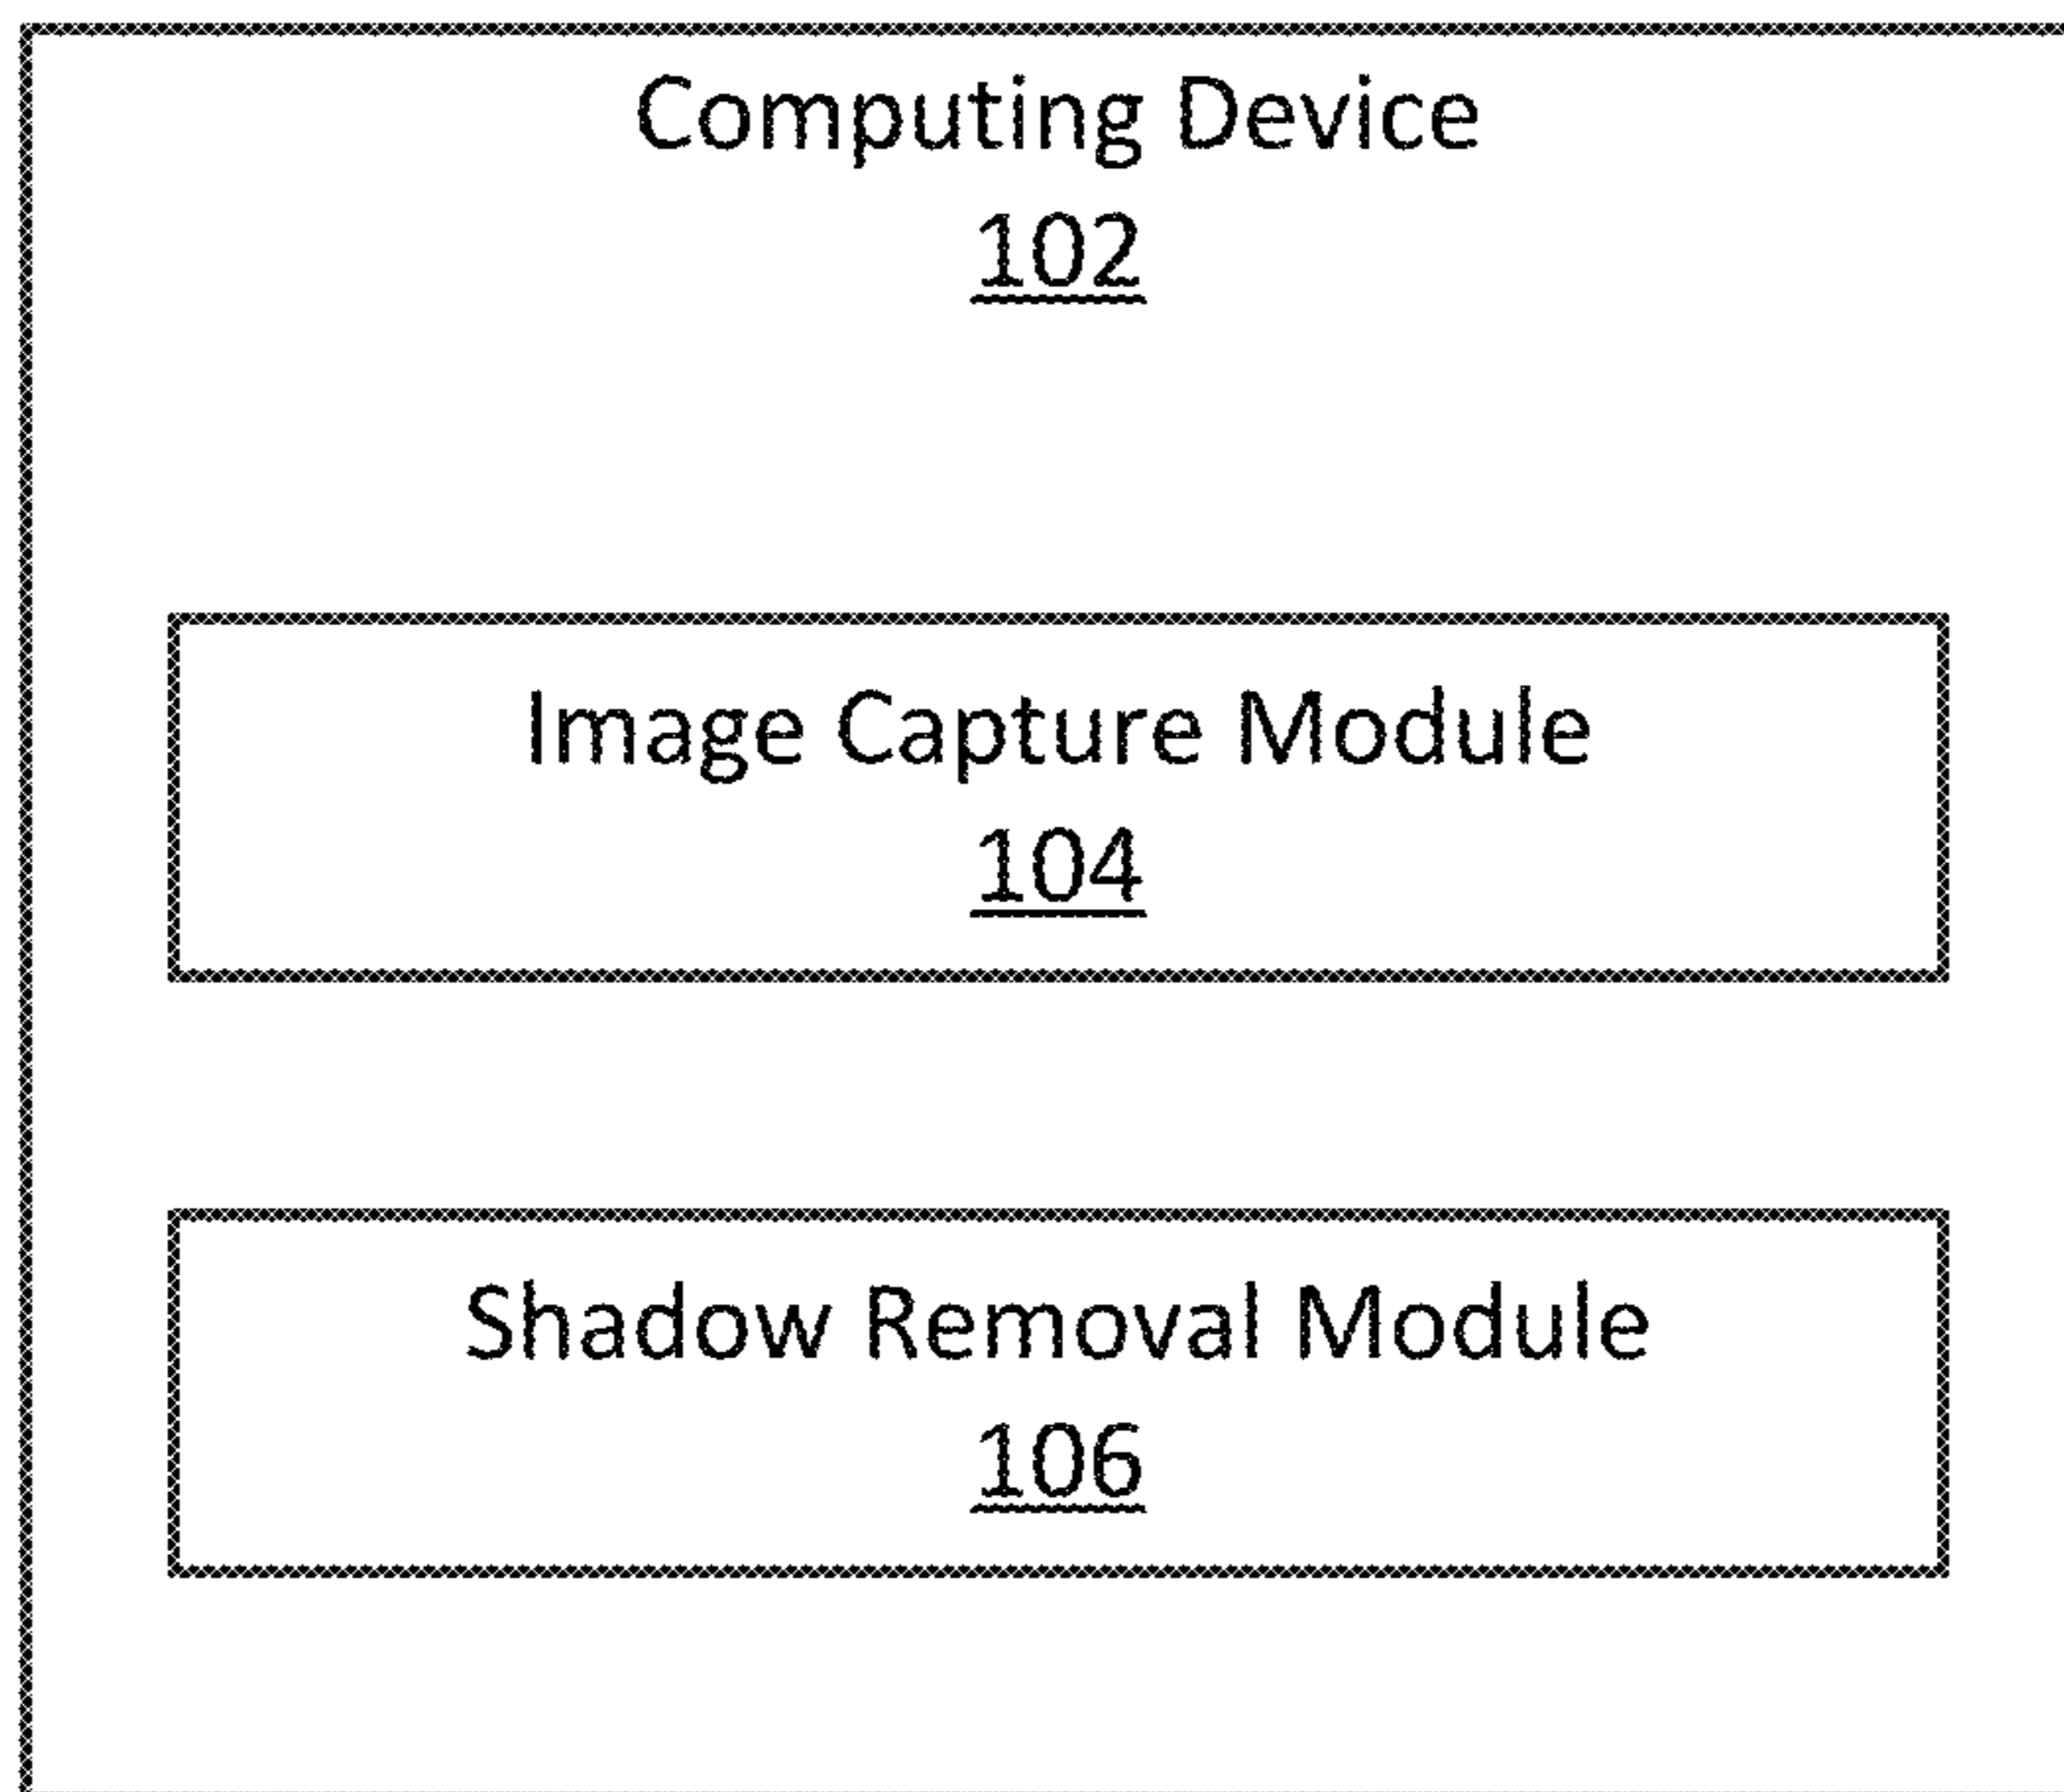 Computing Device
102
Image Capture Module
104
Shadow Removal Module
106